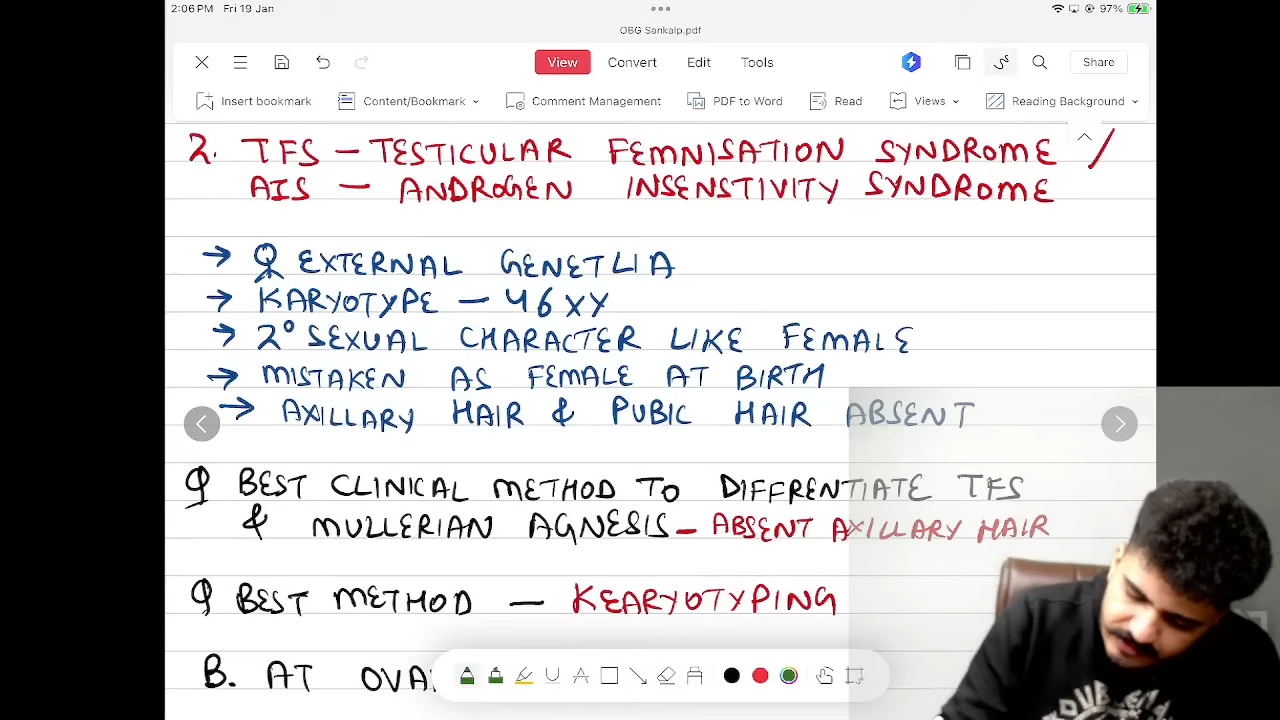 2:06 PM Fri 19 Jan
97%
OBG Sankalp.pdf
View Convert Edit Tools Share
Insert bookmark Content/Bookmark Comment Management PDF to Word Read Views Reading Background
2. TFS – TESTICULAR FEMNISATION SYNDROME /
AIS – ANDROGEN INSENSTIVITY SYNDROME
→ ♀ EXTERNAL GENETLIA
→ KARYOTYPE – 46 XY
→ 2° SEXUAL CHARACTER LIKE FEMALE
→ MISTAKEN AS FEMALE AT BIRTH
→ AXILLARY HAIR & PUBIC HAIR ABSENT
Q BEST CLINICAL METHOD TO DIFFRENTIATE TFS
& MULLERIAN AGNESIS – ABSENT AXILLARY HAIR
Q BEST METHOD – KEARYOTYPING
B. AT